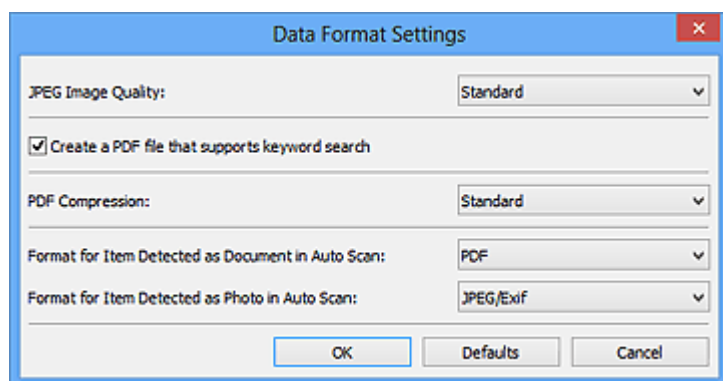 Data Format Settings
JPEG Image Quality: Standard
Create a PDF file that supports keyword search
PDF Compression: Standard
Format for Item Detected as Document in Auto Scan: PDF
Format for Item Detected as Photo in Auto Scan: JPEG/Exif
OK Defaults Cancel